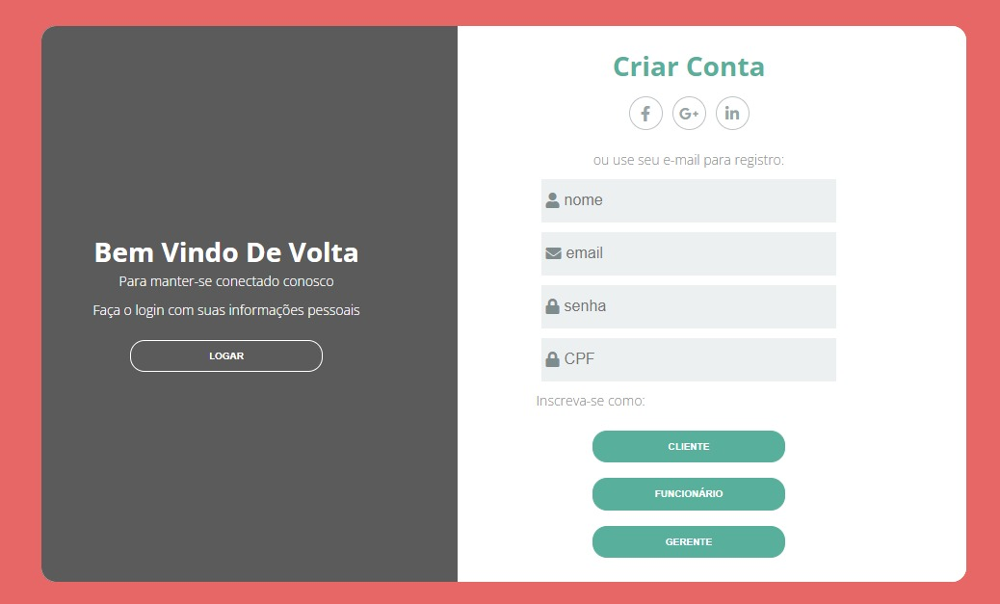 Bem Vindo De Volta
Para manter-se conectado conosco
Faça o login com suas informações pessoais
LOGAR
Criar Conta
f G+ in
ou use seu e-mail para registro:
nome
email
senha
CPF
Inscreva-se como:
CLIENTE
FUNCIONÁRIO
GERENTE